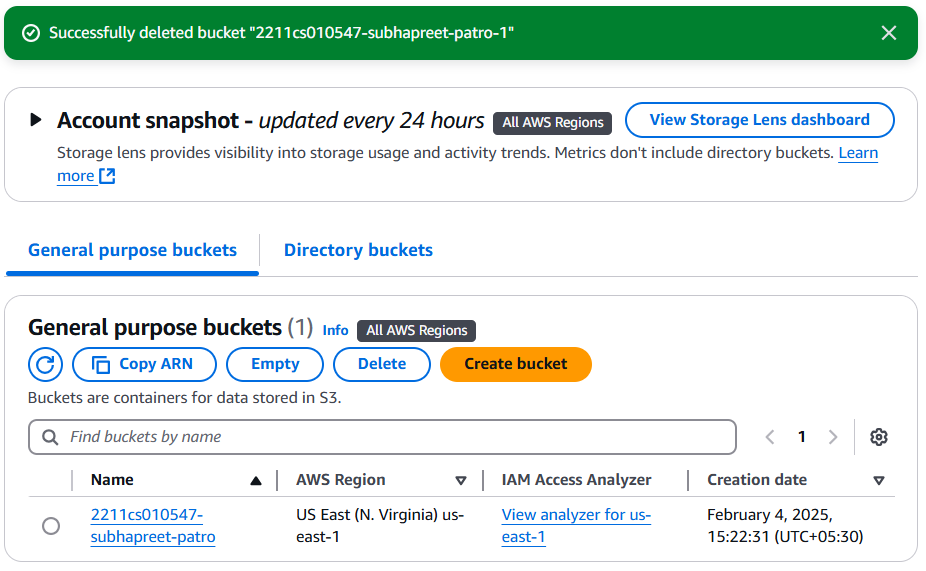 Successfully deleted bucket "2211cs010547-subhapreet-patro-1"
Account snapshot - updated every 24 hours All AWS Regions View Storage Lens dashboard
Storage lens provides visibility into storage usage and activity trends. Metrics don't include directory buckets. Learn
more
General purpose buckets Directory buckets
General purpose buckets (1) Info All AWS Regions
Copy ARN Empty Delete Create bucket
Buckets are containers for data stored in S3.
Find buckets by name 1
Name AWS Region IAM Access Analyzer Creation date
2211cs010547- US East (N. Virginia) us- View analyzer for us- February 4, 2025,
subhapreet-patro east-1 east-1 15:22:31 (UTC+05:30)